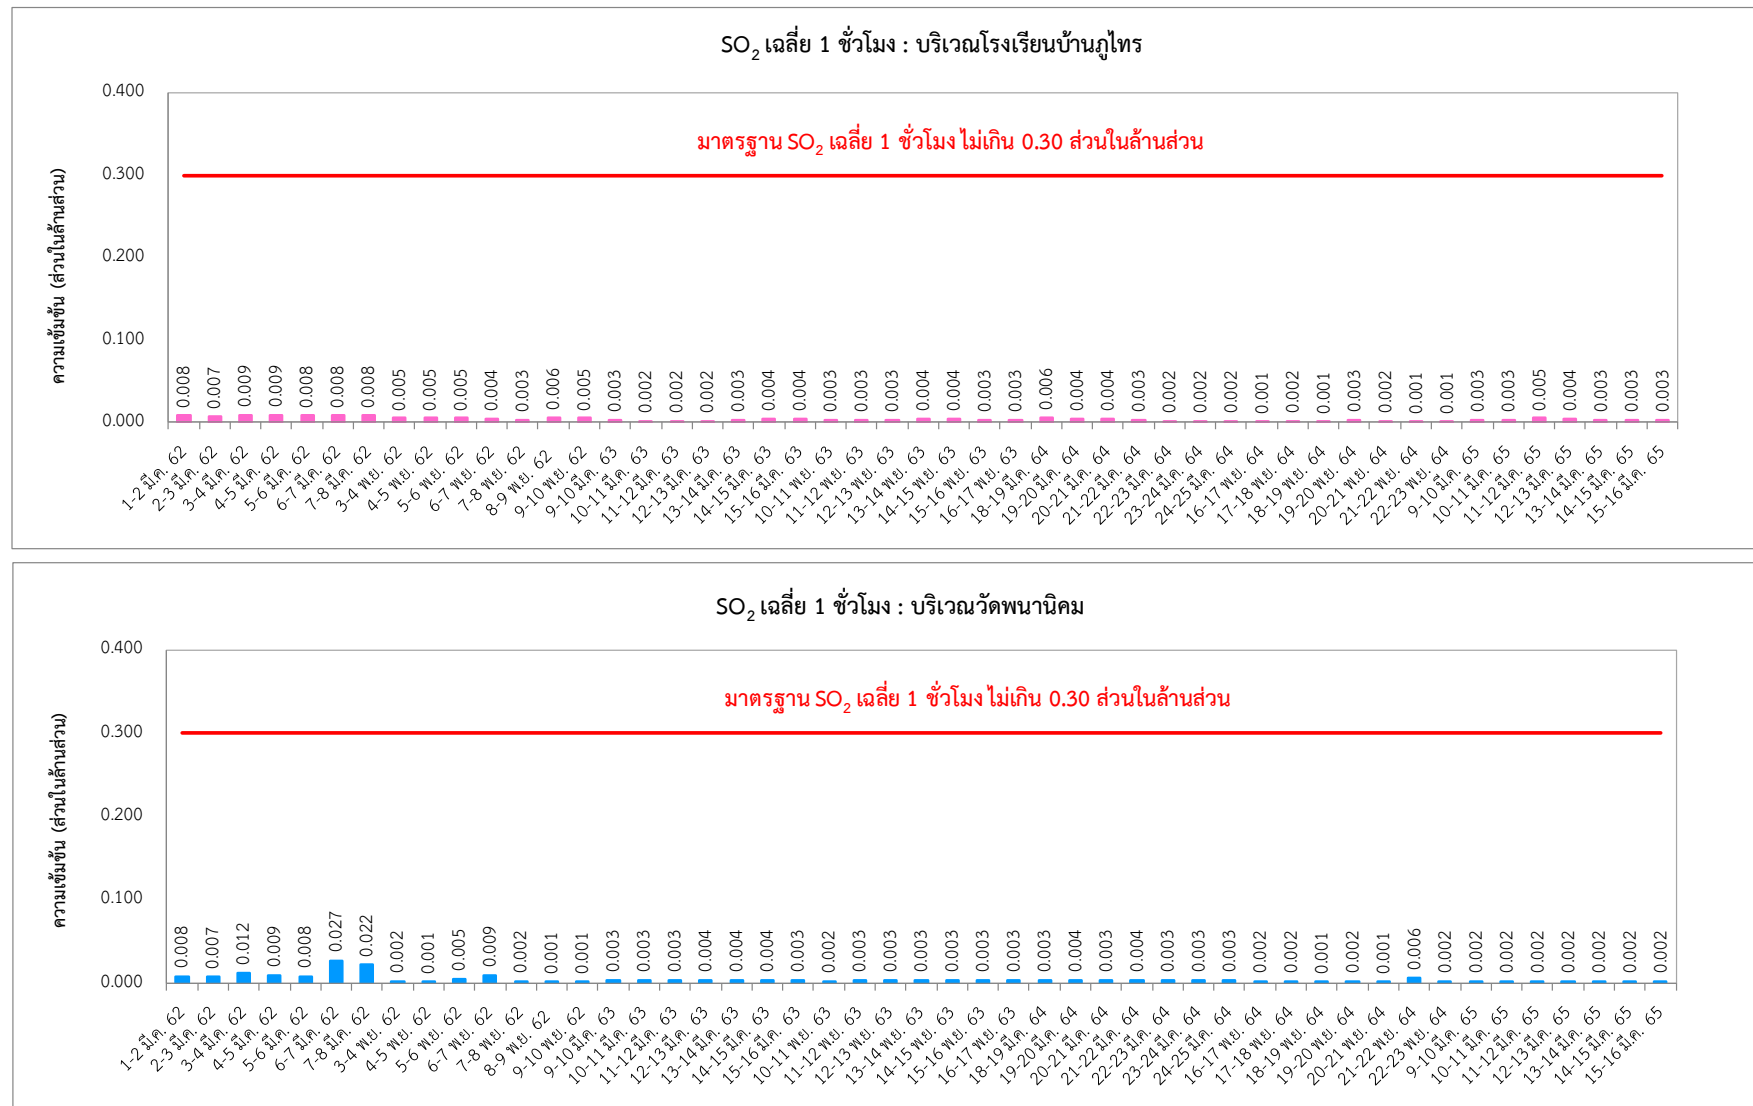 SO2 เฉลี่ย 1 ชั่วโมง : บริเวณโรงเรียนบ้านภูไทร
0.400
มาตรฐาน SO2 เฉลี่ย 1 ชั่วโมง ไม่เกิน 0.30 ส่วนในล้านส่วน
0.300
0.200
0.100
0.000
ความเข้มข้น (ส่วนในล้านส่วน)
0.008 0.007 0.009 0.009 0.008 0.008 0.008 0.005 0.005 0.005 0.004 0.003 0.006 0.005 0.003 0.002 0.002 0.002 0.003 0.004 0.004 0.003 0.003 0.003 0.004 0.004 0.003 0.003 0.006 0.004 0.004 0.003 0.002 0.002 0.002 0.001 0.002 0.001 0.003 0.002 0.001 0.001 0.003 0.003 0.005 0.004 0.003 0.003 0.003
1-2 มี.ค. 62
2-3 มี.ค. 62
3-4 มี.ค. 62
4-5 มี.ค. 62
5-6 มี.ค. 62
6-7 มี.ค. 62
7-8 มี.ค. 62
3-4 พ.ย. 62
4-5 พ.ย. 62
5-6 พ.ย. 62
6-7 พ.ย. 62
7-8 พ.ย. 62
8-9 พ.ย. 62
9-10 พ.ย. 62
9-10 มี.ค. 63
10-11 มี.ค. 63
11-12 มี.ค. 63
12-13 มี.ค. 63
13-14 มี.ค. 63
14-15 มี.ค. 63
15-16 มี.ค. 63
10-11 พ.ย. 63
11-12 พ.ย. 63
12-13 พ.ย. 63
13-14 พ.ย. 63
14-15 พ.ย. 63
15-16 พ.ย. 63
16-17 พ.ย. 63
18-19 มี.ค. 64
19-20 มี.ค. 64
20-21 มี.ค. 64
21-22 มี.ค. 64
22-23 มี.ค. 64
23-24 มี.ค. 64
24-25 มี.ค. 64
16-17 พ.ย. 64
17-18 พ.ย. 64
18-19 พ.ย. 64
19-20 พ.ย. 64
20-21 พ.ย. 64
21-22 พ.ย. 64
22-23 พ.ย. 64
9-10 มี.ค. 65
10-11 มี.ค. 65
11-12 มี.ค. 65
12-13 มี.ค. 65
13-14 มี.ค. 65
14-15 มี.ค. 65
15-16 มี.ค. 65
SO2 เฉลี่ย 1 ชั่วโมง : บริเวณวัดพนานิคม
0.400
มาตรฐาน SO2 เฉลี่ย 1 ชั่วโมง ไม่เกิน 0.30 ส่วนในล้านส่วน
0.300
0.200
0.100
0.000
ความเข้มข้น (ส่วนในล้านส่วน)
0.008 0.007 0.012 0.009 0.008 0.027 0.022 0.002 0.001 0.005 0.009 0.002 0.001 0.001 0.003 0.003 0.003 0.004 0.004 0.004 0.003 0.002 0.003 0.003 0.003 0.003 0.003 0.003 0.003 0.004 0.003 0.004 0.003 0.003 0.003 0.002 0.002 0.001 0.002 0.001 0.006 0.002 0.002 0.002 0.002 0.002 0.002 0.002 0.002
1-2 มี.ค. 62
2-3 มี.ค. 62
3-4 มี.ค. 62
4-5 มี.ค. 62
5-6 มี.ค. 62
6-7 มี.ค. 62
7-8 มี.ค. 62
3-4 พ.ย. 62
4-5 พ.ย. 62
5-6 พ.ย. 62
6-7 พ.ย. 62
7-8 พ.ย. 62
8-9 พ.ย. 62
9-10 พ.ย. 62
9-10 มี.ค. 63
10-11 มี.ค. 63
11-12 มี.ค. 63
12-13 มี.ค. 63
13-14 มี.ค. 63
14-15 มี.ค. 63
15-16 มี.ค. 63
10-11 พ.ย. 63
11-12 พ.ย. 63
12-13 พ.ย. 63
13-14 พ.ย. 63
14-15 พ.ย. 63
15-16 พ.ย. 63
16-17 พ.ย. 63
18-19 มี.ค. 64
19-20 มี.ค. 64
20-21 มี.ค. 64
21-22 มี.ค. 64
22-23 มี.ค. 64
23-24 มี.ค. 64
24-25 มี.ค. 64
16-17 พ.ย. 64
17-18 พ.ย. 64
18-19 พ.ย. 64
19-20 พ.ย. 64
20-21 พ.ย. 64
21-22 พ.ย. 64
22-23 พ.ย. 64
9-10 มี.ค. 65
10-11 มี.ค. 65
11-12 มี.ค. 65
12-13 มี.ค. 65
13-14 มี.ค. 65
14-15 มี.ค. 65
15-16 มี.ค. 65